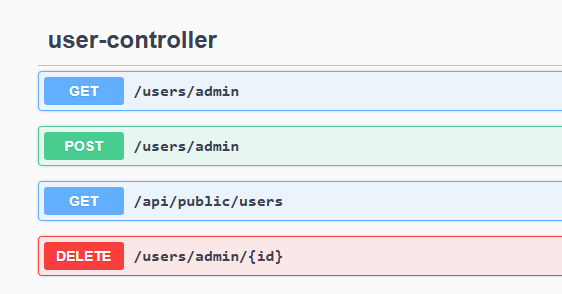 user-controller
GET /users/admin
POST /users/admin
GET /api/public/users
DELETE /users/admin/{id}